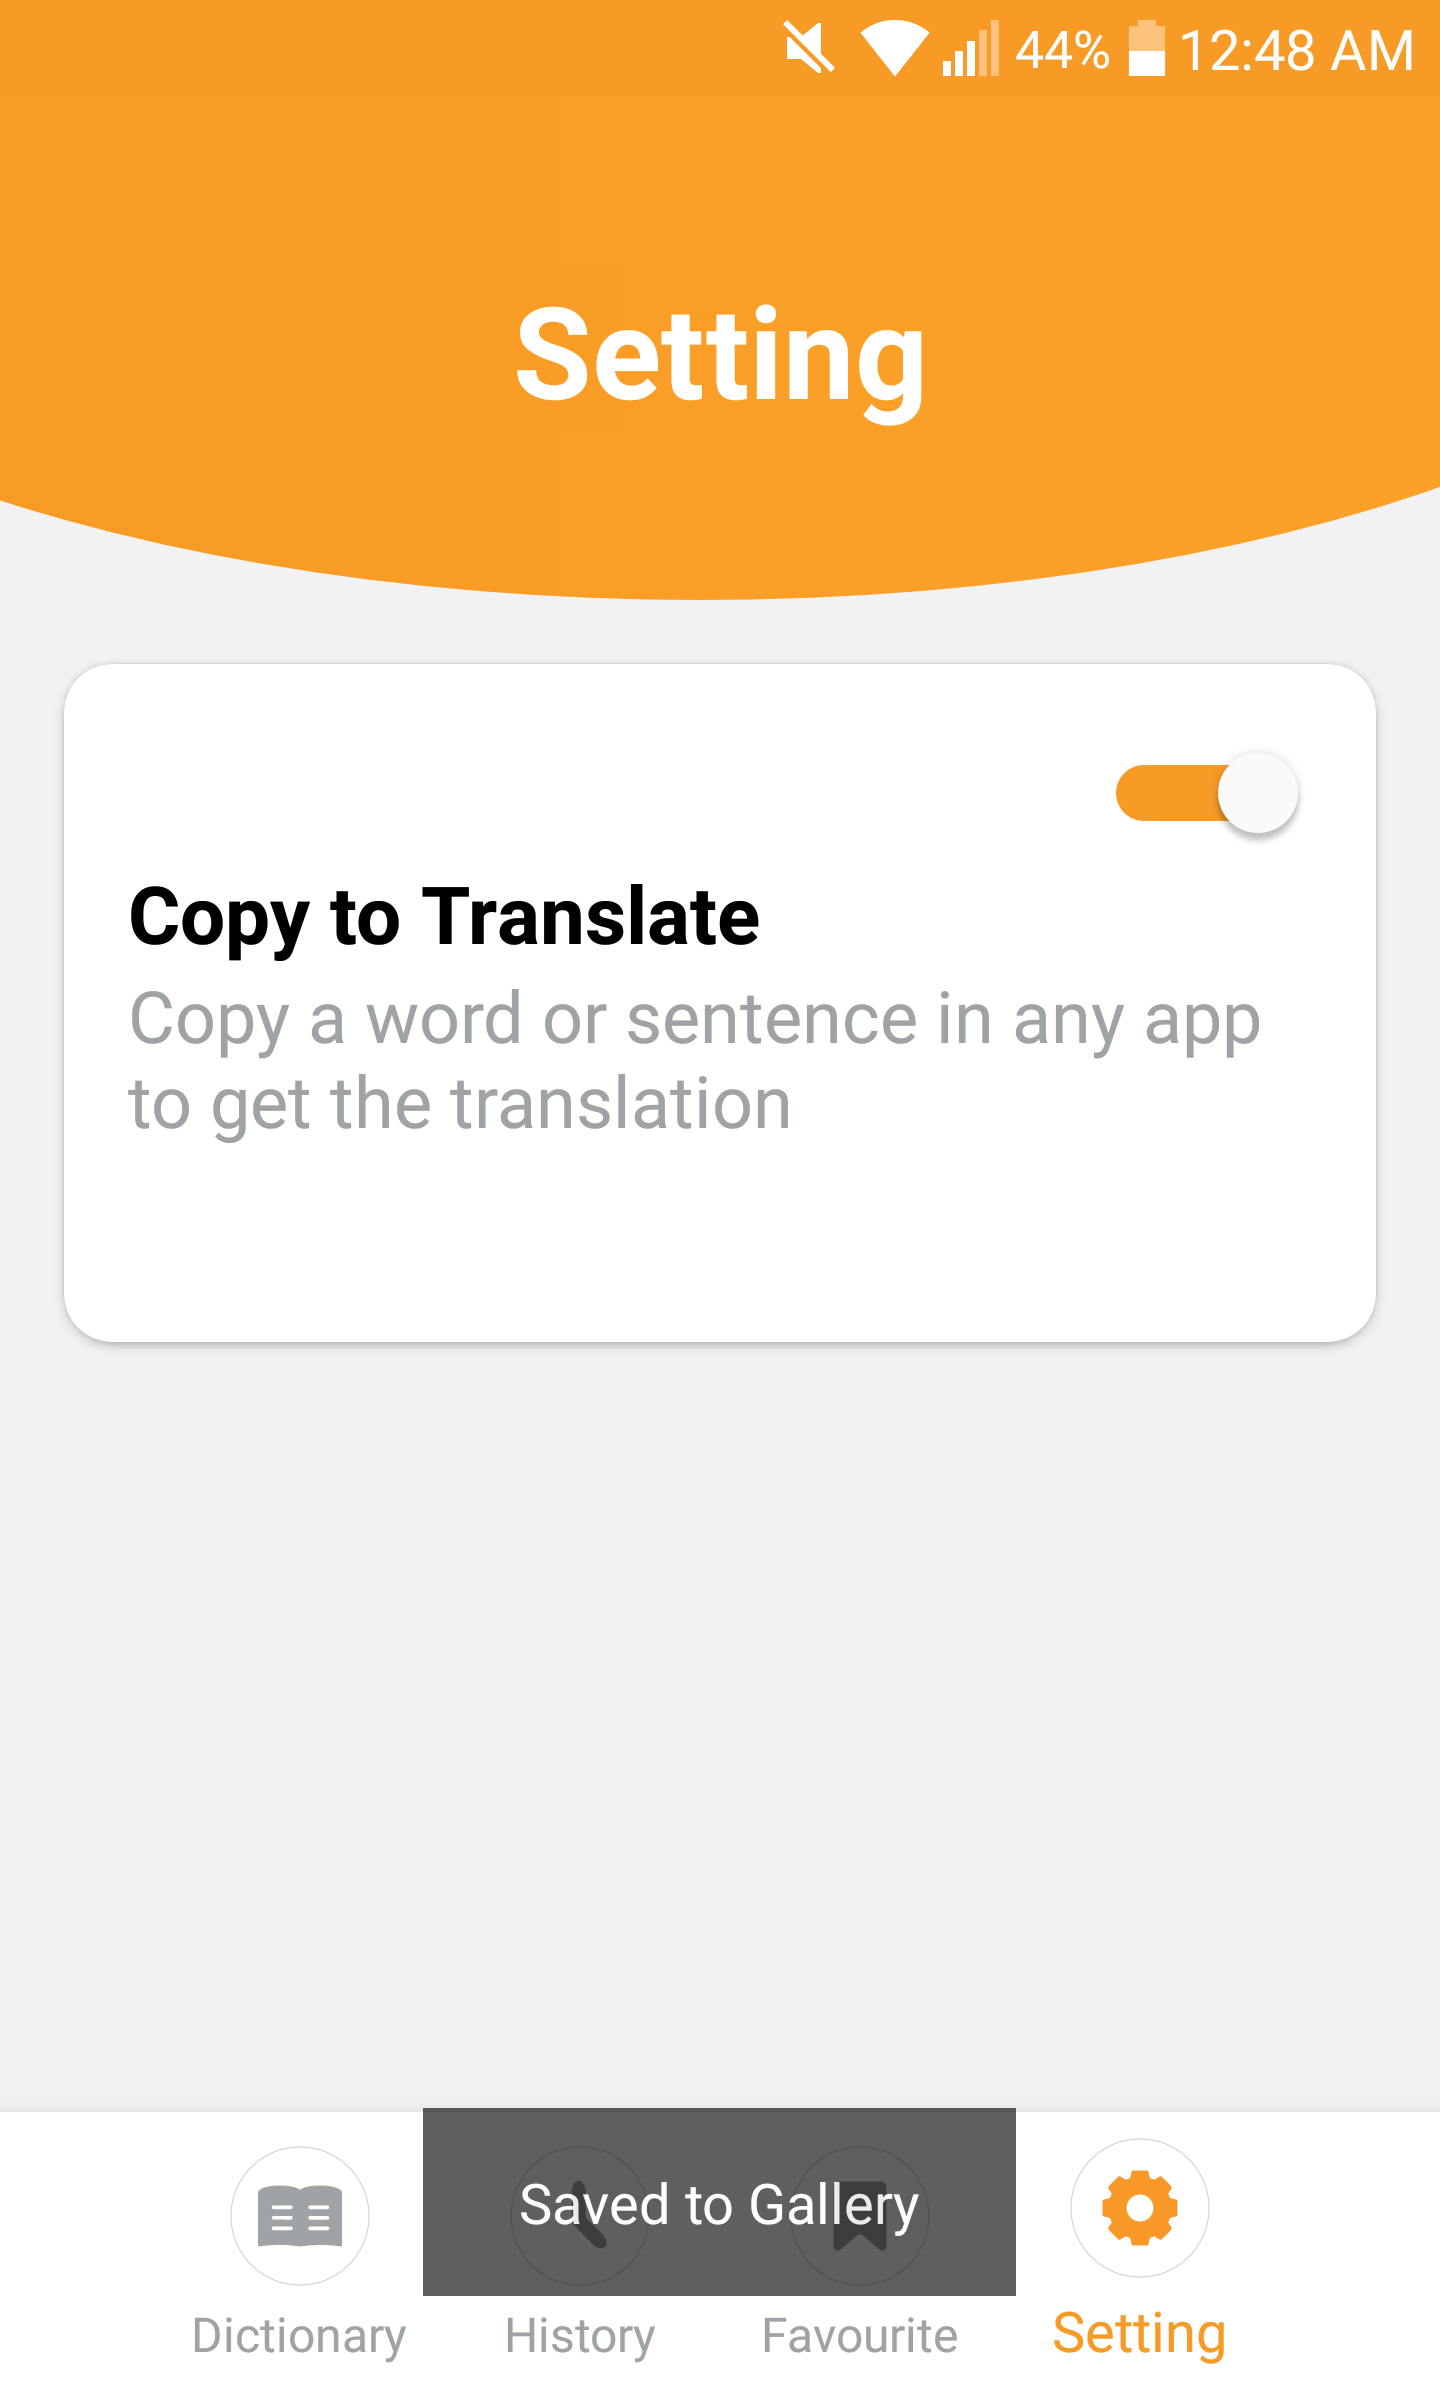 44% 12:48 AM
Setting
Copy to Translate
Copy a word or sentence in any app
to get the translation
Saved to Gallery
Dictionary History Favourite Setting